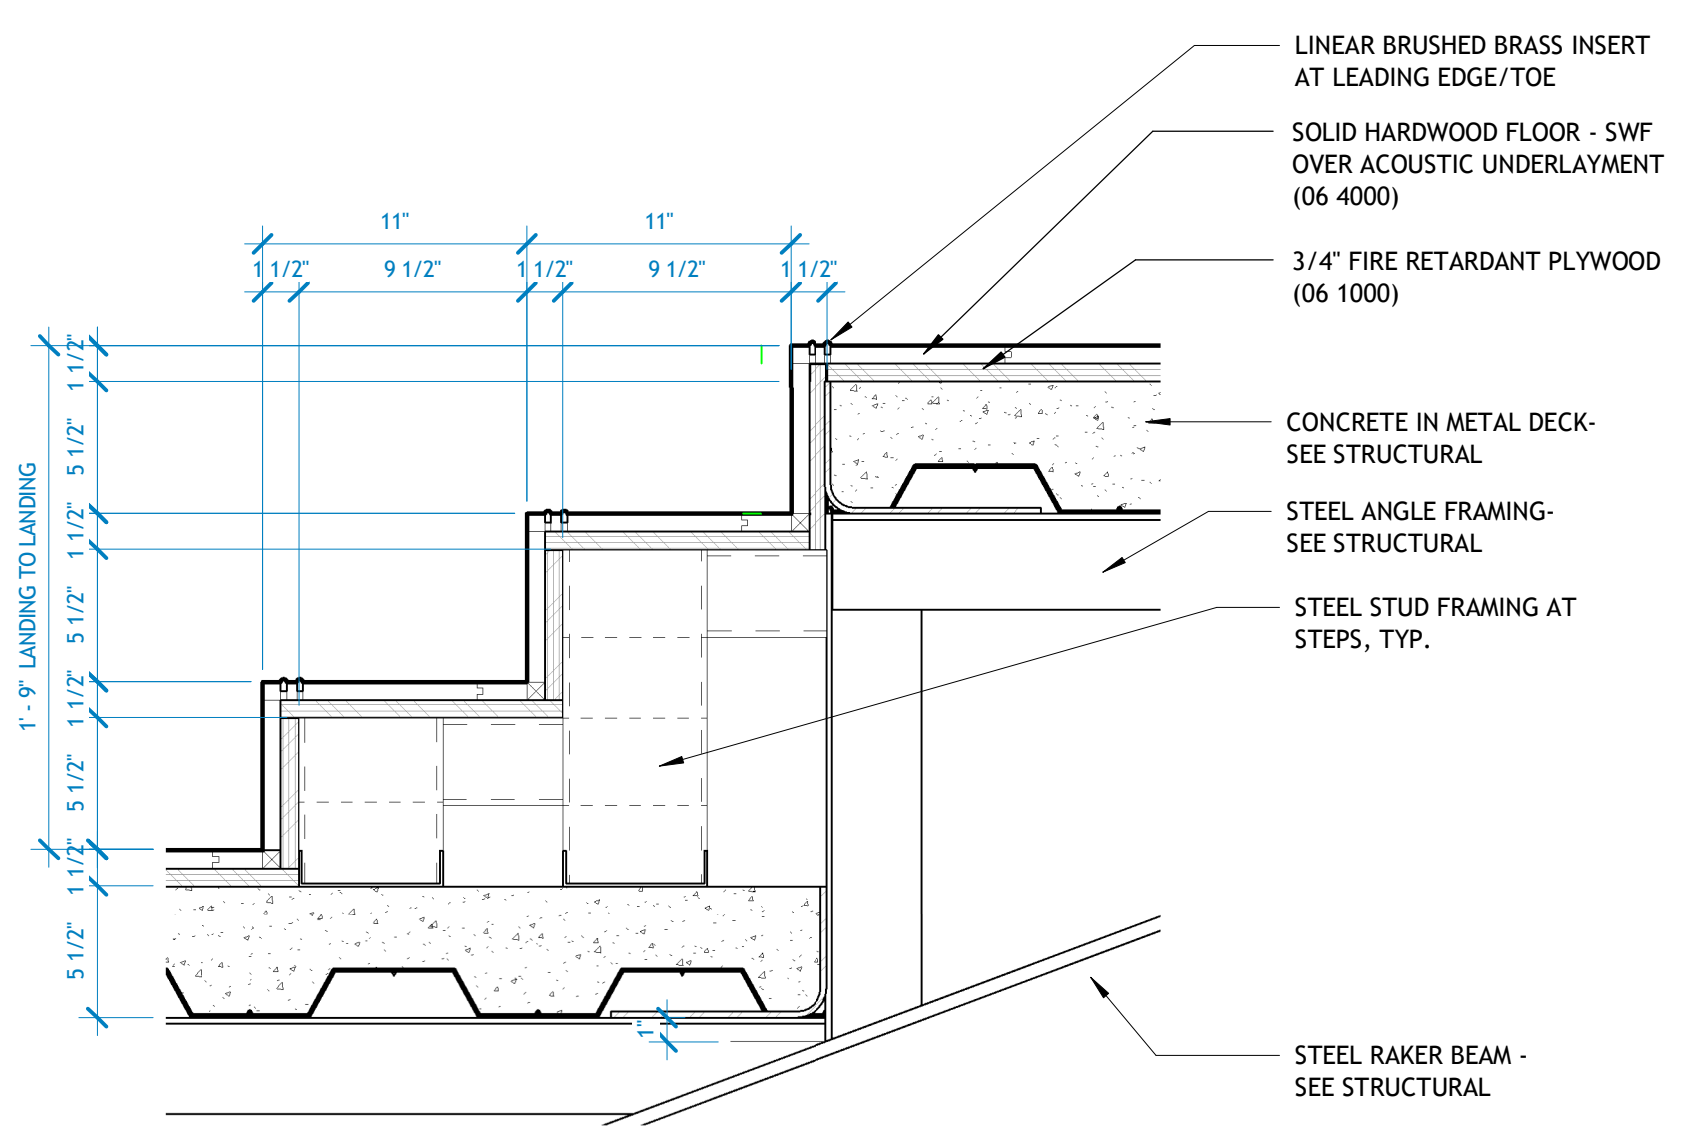 LINEAR BRUSHED BRASS INSERT
AT LEADING EDGE/TOE
SOLID HARDWOOD FLOOR - SWF
OVER ACOUSTIC UNDERLAYMENT
(06 4000)
11" 11"
1 1/2" 9 1/2" 1 1/2" 9 1/2" 1 1/2"
3/4" FIRE RETARDANT PLYWOOD
(06 1000)
CONCRETE IN METAL DECK-
SEE STRUCTURAL
STEEL ANGLE FRAMING-
SEE STRUCTURAL
STEEL STUD FRAMING AT
STEPS, TYP.
STEEL RAKER BEAM -
SEE STRUCTURAL
1' - 9" LANDING TO LANDING
1 1/2"
5 1/2"
1 1/2"
5 1/2"
1 1/2"
5 1/2"
1 1/2"
5 1/2"
1"